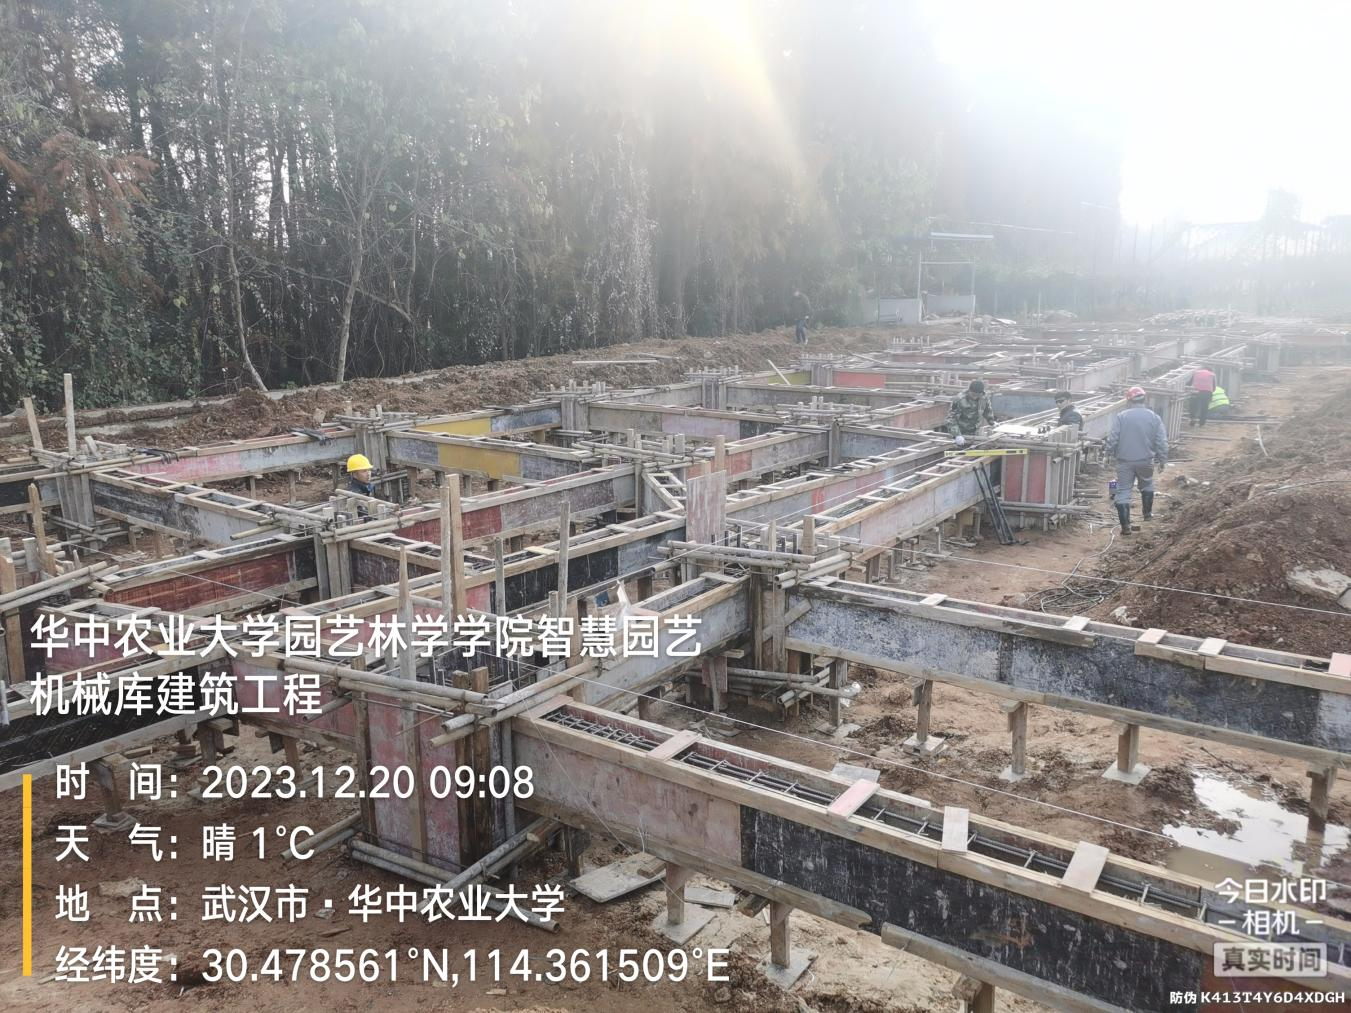 华中农业大学园艺林学学院智慧园艺
机械库建筑工程
时 间：2023.12.20 09:08
天 气：晴 1℃
地 点：武汉市·华中农业大学
经纬度：30.478561°N,114.361509°E
今日水印
相机
真实时间
防伪 K413T4Y6D4XDGH